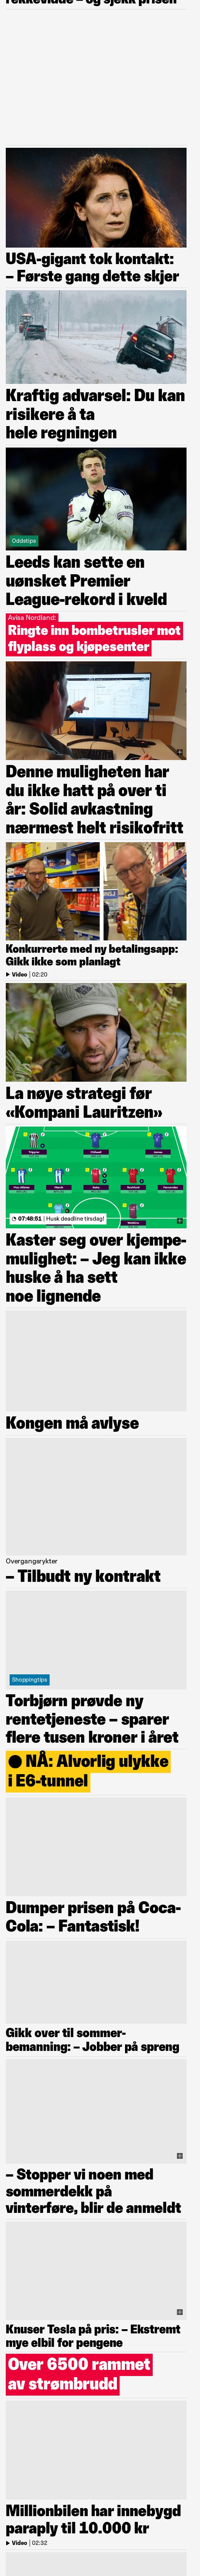 rekkevidde – og sjekk prisen
USA-gigant tok kontakt:
– Første gang dette skjer
Kraftig advarsel: Du kan
risikere å ta
hele regningen
Oddstips
Leeds kan sette en
uønsket Premier
League-rekord i kveld
Avisa Nordland:
Ringte inn bombetrusler mot
flyplass og kjøpesenter
Denne muligheten har
du ikke hatt på over ti
år: Solid avkastning
nærmest helt risikofritt
Konkurrerte med ny betalingsapp:
Gikk ikke som planlagt
Video | 02:20
La nøye strategi før
«Kompani Lauritzen»
07:48:51 | Husk deadline tirsdag!
Kaster seg over kjempe-
mulighet: – Jeg kan ikke
huske å ha sett
noe lignende
Kongen må avlyse
Overgangsrykter
– Tilbudt ny kontrakt
Shoppingtips
Torbjørn prøvde ny
rentetjeneste – sparer
flere tusen kroner i året
NÅ: Alvorlig ulykke
i E6-tunnel
Dumper prisen på Coca-
Cola: – Fantastisk!
Gikk over til sommer-
bemanning: – Jobber på spreng
– Stopper vi noen med
sommerdekk på
vinterføre, blir de anmeldt
Knuser Tesla på pris: – Ekstremt
mye elbil for pengene
Over 6500 rammet
av strømbrudd
Millionbilen har innebygd
paraply til 10.000 kr
Video | 02:32